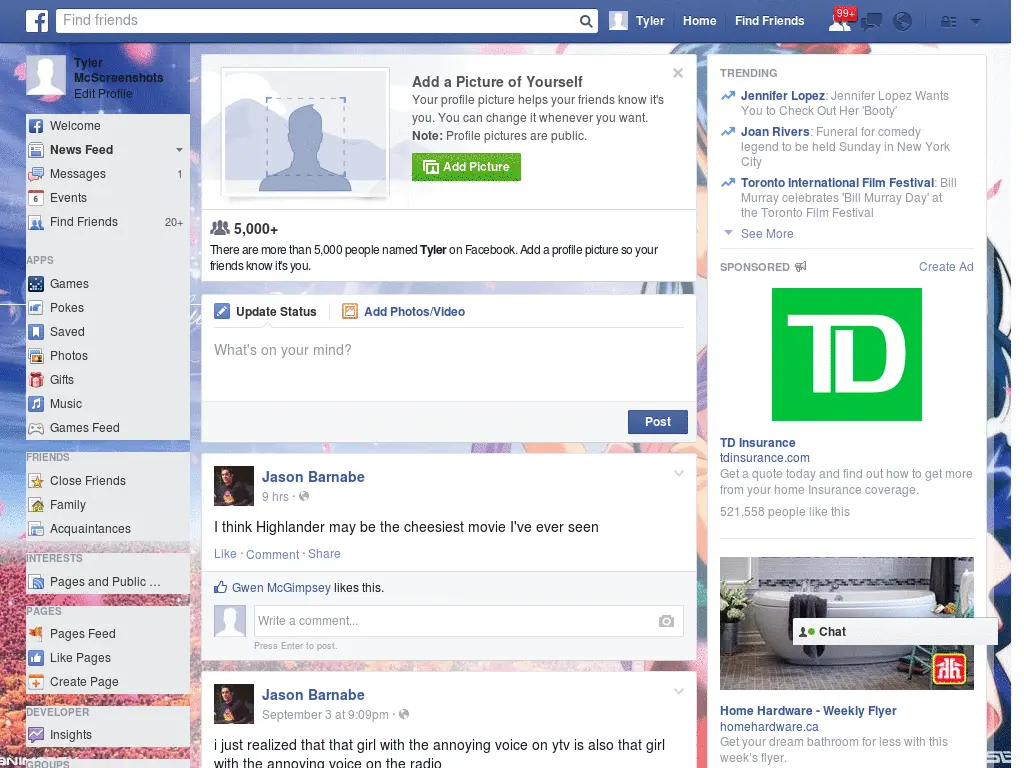 Find friends
Tyler
Home
Find Friends
99+
Tyler
McScreenshots
Edit Profile
Welcome
News Feed
Messages 1
Events
Find Friends 20+
APPS
Games
Pokes
Saved
Photos
Gifts
Music
Games Feed
FRIENDS
Close Friends
Family
Acquaintances
INTERESTS
Pages and Public ...
PAGES
Pages Feed
Like Pages
Create Page
DEVELOPER
Insights
GROUPS
Add a Picture of Yourself
Your profile picture helps your friends know it's
you. You can change it whenever you want.
Note: Profile pictures are public.
Add Picture
5,000+
There are more than 5,000 people named Tyler on Facebook. Add a profile picture so your
friends know it's you.
Update Status
Add Photos/Video
What's on your mind?
Post
Jason Barnabe
9 hrs ·
I think Highlander may be the cheesiest movie I've ever seen
Like · Comment · Share
Gwen McGimpsey likes this.
Write a comment...
Press Enter to post.
Jason Barnabe
September 3 at 9:09pm ·
i just realized that that girl with the annoying voice on ytv is also that girl
with the annoying voice on the radio
TRENDING
Jennifer Lopez: Jennifer Lopez Wants
You to Check Out Her 'Booty'
Joan Rivers: Funeral for comedy
legend to be held Sunday in New York
City
Toronto International Film Festival: Bill
Murray celebrates 'Bill Murray Day' at
the Toronto Film Festival
See More
SPONSORED
Create Ad
TD
TD Insurance
tdinsurance.com
Get a quote today and find out how to get more
from your home Insurance coverage.
521,558 people like this
Chat
Home Hardware - Weekly Flyer
homehardware.ca
Get your dream bathroom for less with this
week's flyer.